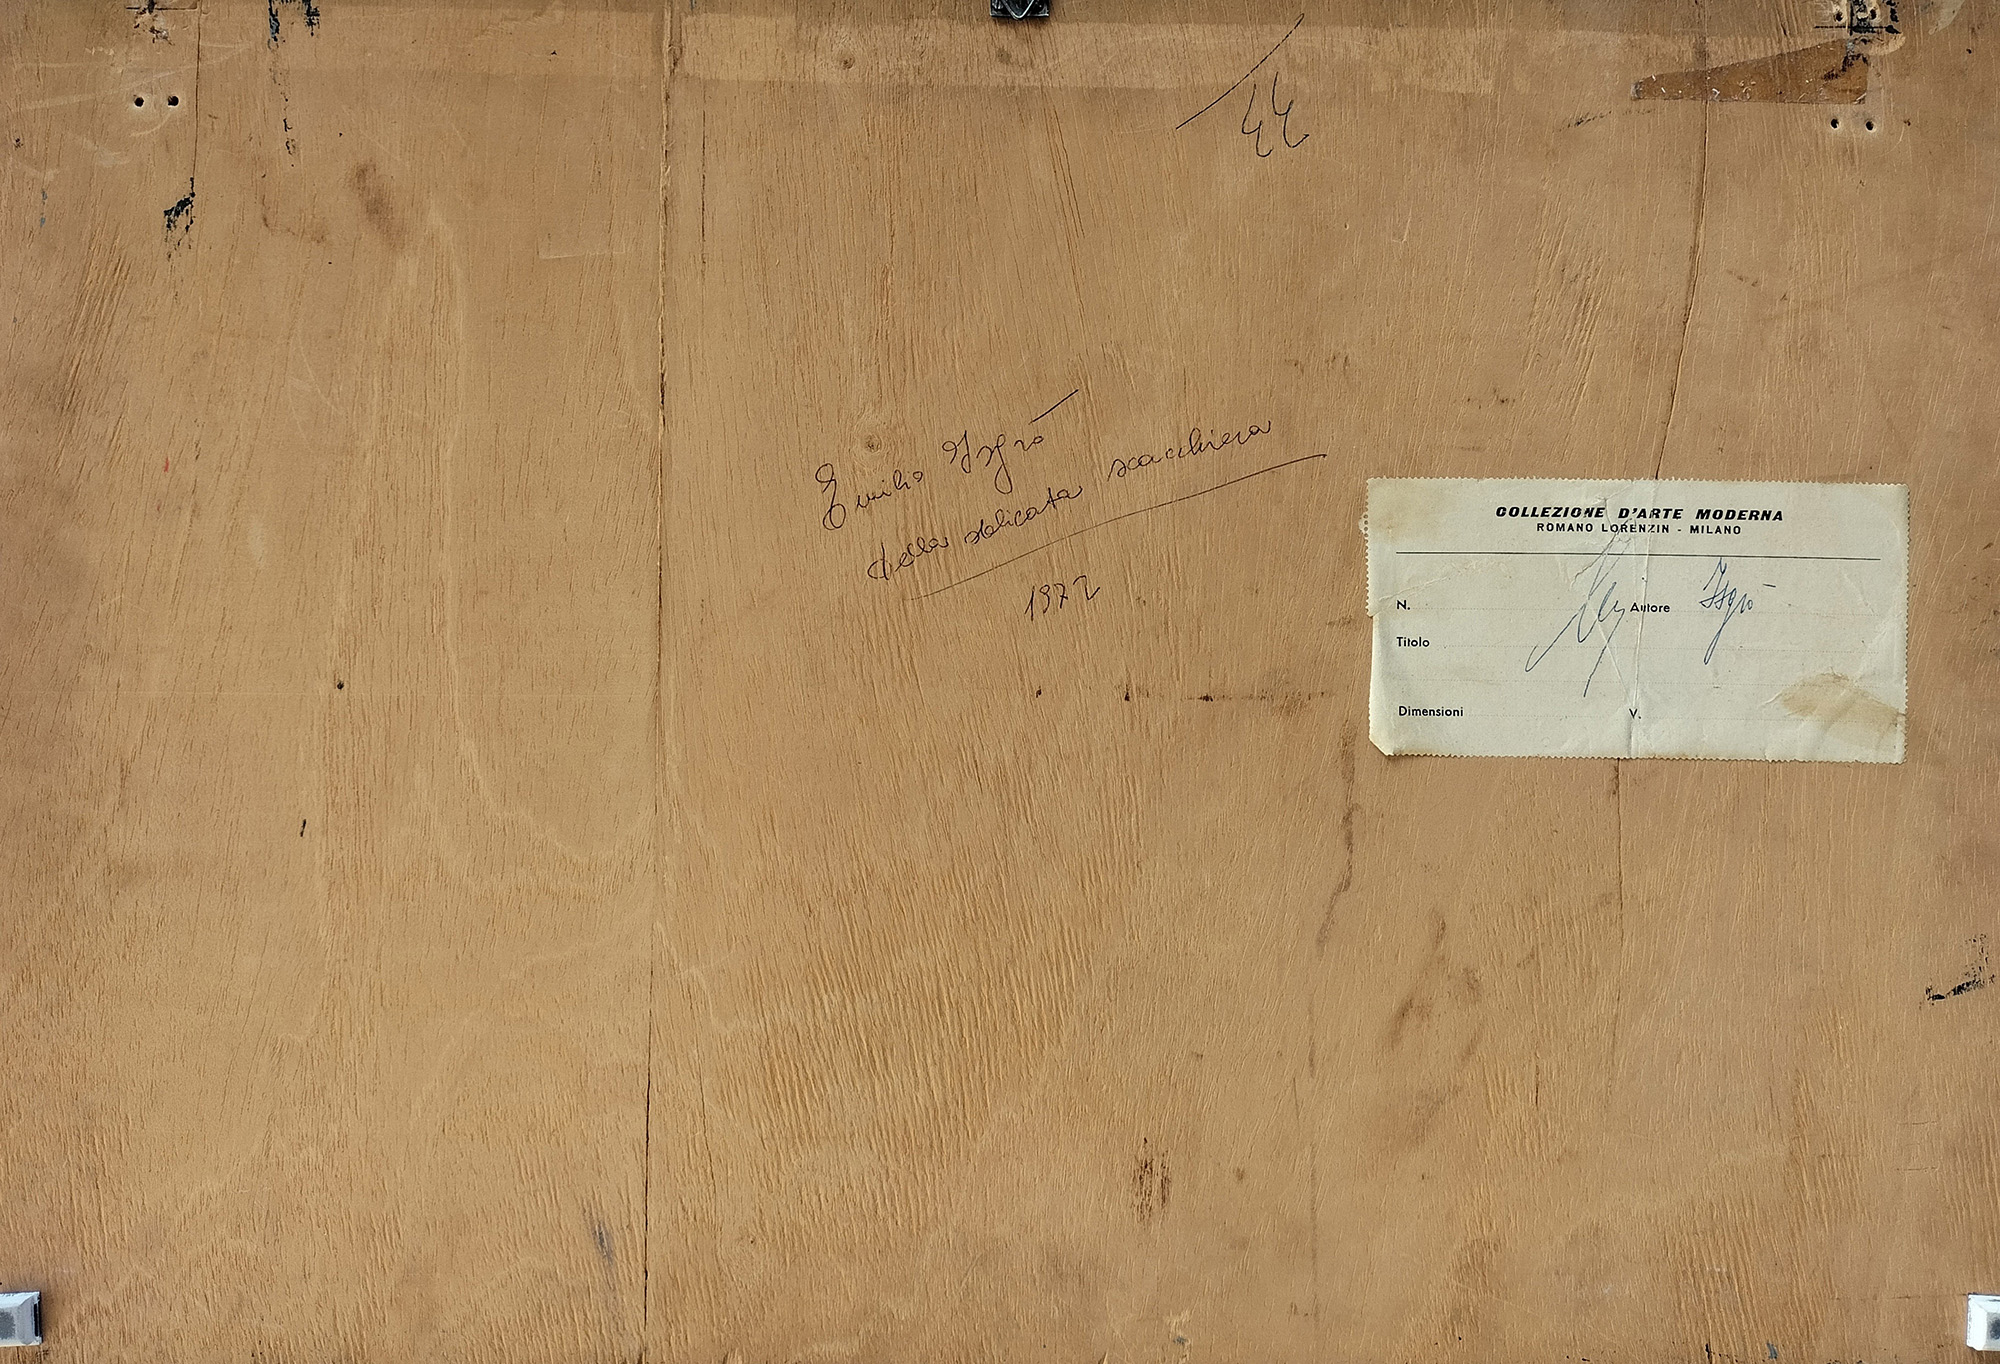 44
Emilio Isgrò
della delicata scacchiera
1972
COLLEZIONE D'ARTE MODERNA
ROMANO LORENZIN - MILANO
N. Autore Isgrò
Titolo
Dimensioni V.